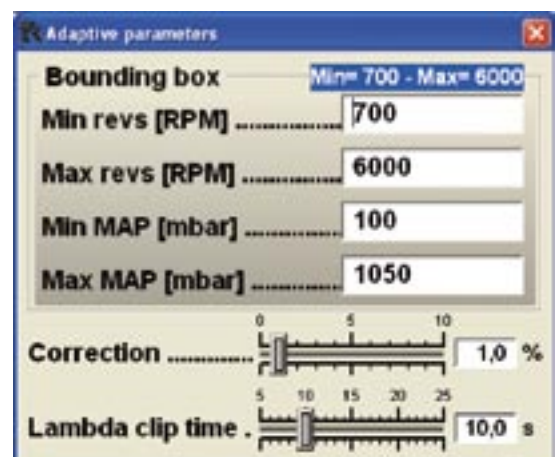 Adaptive parameters
Bounding box Min= 700 - Max= 6000
Min revs [RPM] ................ 700
Max revs [RPM] ............... 6000
Min MAP [mbar] ............... 100
Max MAP [mbar] .............. 1050
0 5 10
Correction ............. 1,0 %
5 10 15 20 25
Lambda clip time . 10,0 s